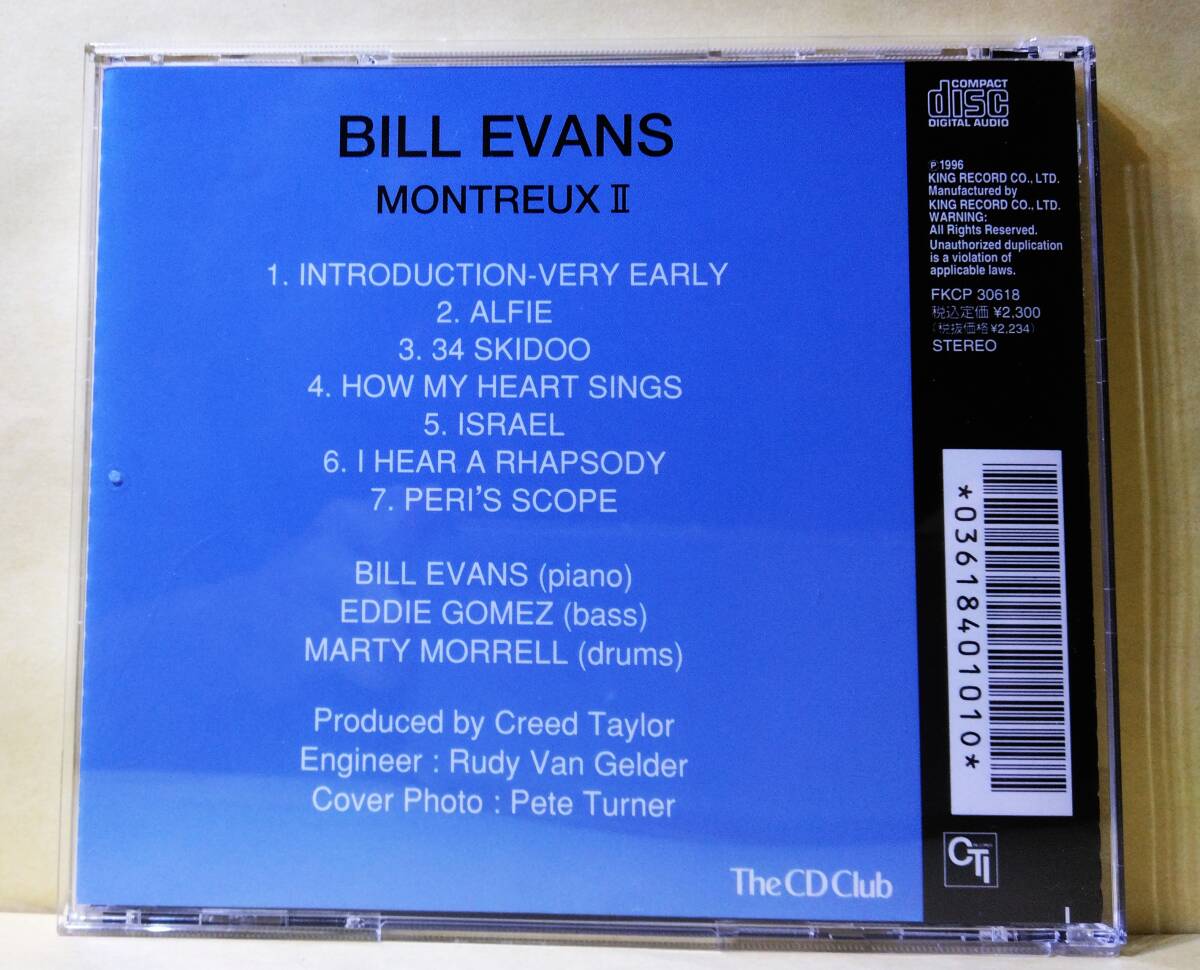 BILL EVANS
MONTREUX II
1. INTRODUCTION-VERY EARLY
2. ALFIE
3. 34 SKIDOO
4. HOW MY HEART SINGS
5. ISRAEL
6. I HEAR A RHAPSODY
7. PERI'S SCOPE
BILL EVANS (piano)
EDDIE GOMEZ (bass)
MARTY MORRELL (drums)
Produced by Creed Taylor
Engineer : Rudy Van Gelder
Cover Photo : Pete Turner
The CD Club
COMPACT
disc
DIGITAL AUDIO
℗ 1996
KING RECORD CO., LTD.
Manufactured by
KING RECORD CO., LTD.
WARNING:
All Rights Reserved.
Unauthorized duplication
is a violation of
applicable laws.
FKCP 30618
税込定価 ¥2,300
(税抜価格 ¥2,234)
STEREO
*03618401010*
CTI